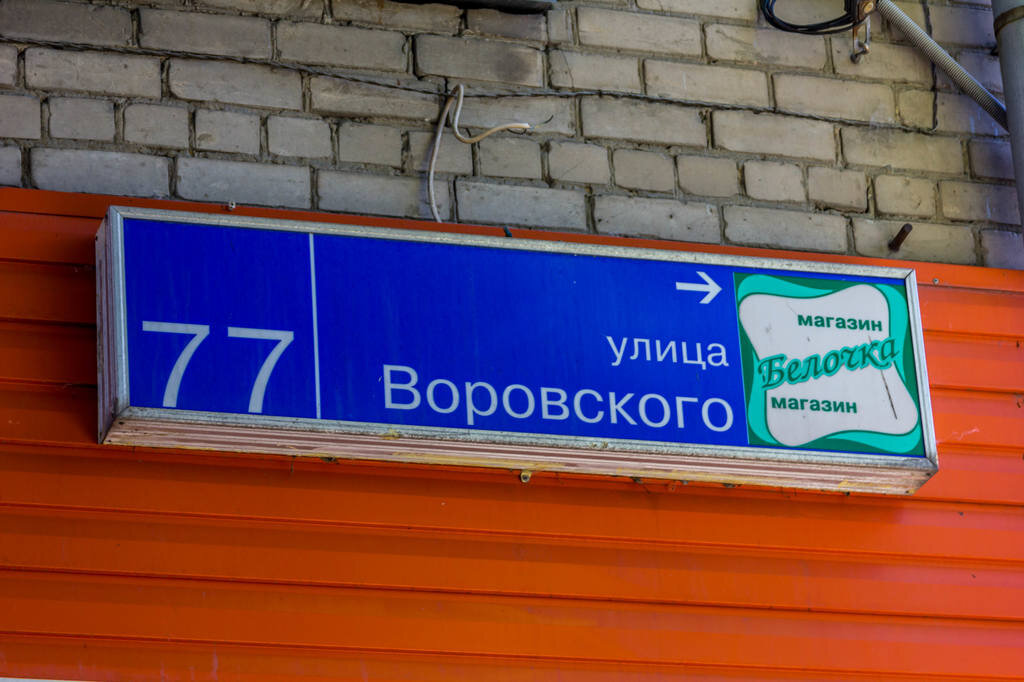 77
→
улица
Воровского
магазин
Белочка
магазин